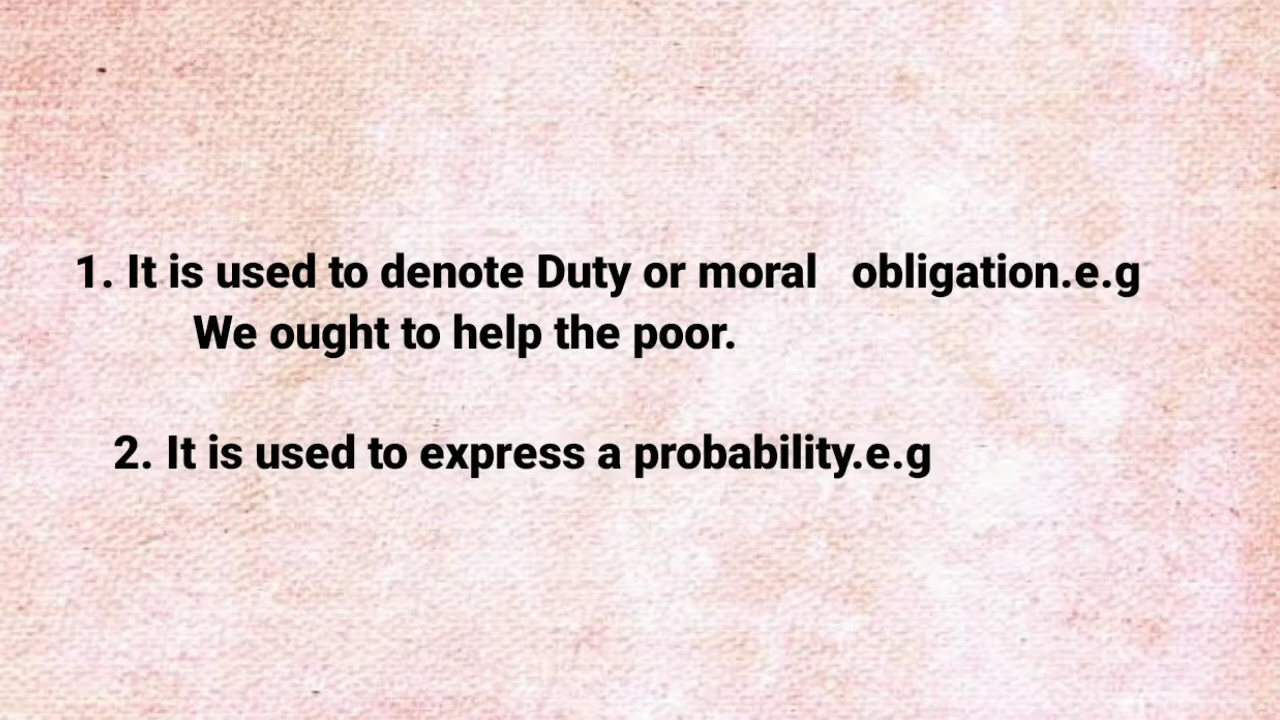 1. It is used to denote Duty or moral   obligation.e.g
We ought to help the poor.
2. It is used to express a probability.e.g